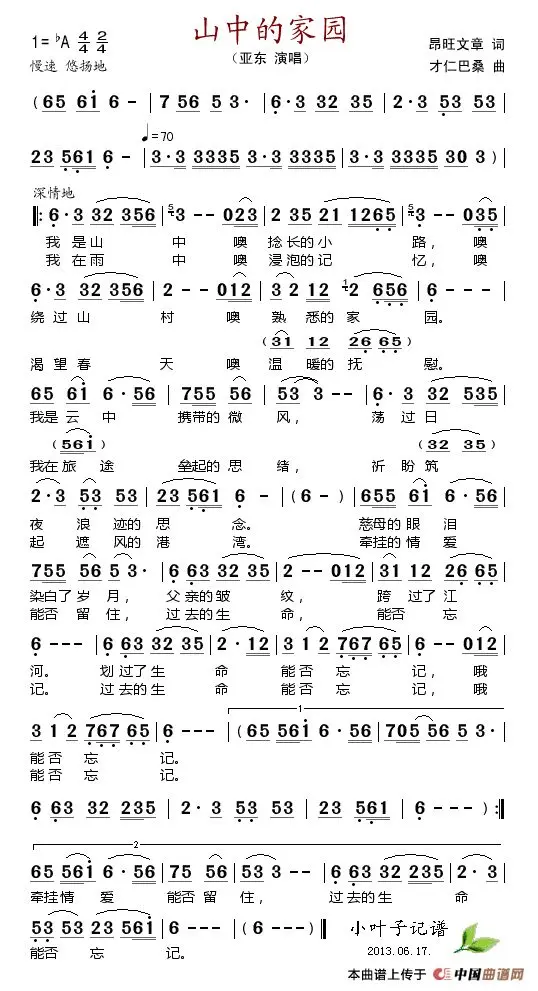 山中的家园
1=♭A 4/4 2/4
(亚东 演唱)
昂旺文章 词
慢速 悠扬地
才仁巴桑 曲
(65 6i 6 - | 7 56 5 3· | 6 63 32 35 | 2·3 53 53
♩=70
23 561 6 - | 3·3 3335 3·3 3335 | 3·3 3335 30 3 )|
深情地
‖: 6·3 32 356 | 5 3 - - 023 | 2 35 21 1265 | 5 3· - - 035 |
我 是山 中 噢 捻长的小 路, 噢
我 在雨 中 噢 浸泡的记 忆, 噢
6·3 32 356 | 2 - - 012 | 3 2 12 1 2 656 | 6 - - - |
绕过山 村 噢 熟 悉的 家 园。
(31 12 26 65)
渴望春 天 噢 温 暖的 抚 慰。
65 61 6·56 | 755 56 | 53 3 - - | 6·3 32 535 |
我是云中 携带的微 风, 荡过日
(561) (32 35)
我在旅途 垒起的思 绪, 祈盼筑
2·3 53 53 | 23 561 6 - | (6 -) | 655 6i 6·56 |
夜 浪迹的思 念。 慈母的眼 泪
起 遮风的港 湾。 牵挂的情 爱
755 56 5 3· | 6 63 32 35 | 2 - - 012 | 31 12 26 65 |
染白了岁 月, 父亲的皱 纹, 跨过了江
能否留 住, 过去的生 命, 能否忘
6 - - - | 6 63 32 35 | 2·12 | 3 1 2 767 65 | 6 - - 012 |
河。 划过了生 命 能否忘 记, 哦
记。 过去的生 命 能否忘 记, 哦
1
3 12 767 65 | 6 - - - | (65 561 6·56 | 705 56 5 3· |
能否忘 记。
能否忘 记。
6 63 32 235 | 2·3 53 53 | 23 561 | 6 - - - ) :‖
2
65 561 6·56 | 75 56 | 53 3 - - | 6 63 32 235 | 2·3 |
牵挂情 爱 能否留 住, 过去的生 命
53 53 23 561 | 6 - - - | 6 - - - ‖
能否忘 记。
小叶子记谱
2013.06.17.
本曲谱上传于 中国曲谱网